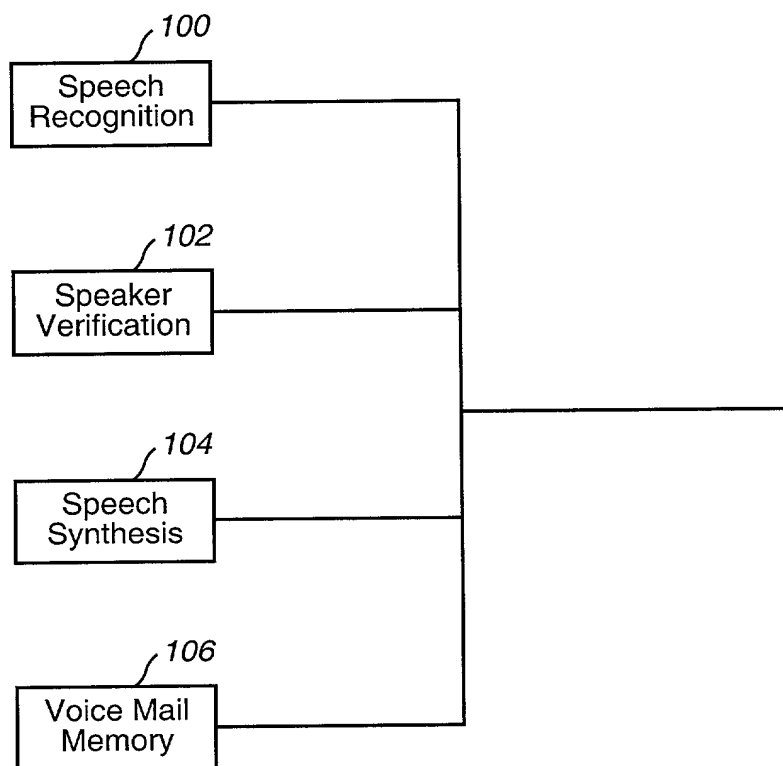 100
Speech
Recognition
102
Speaker
Verification
104
Speech
Synthesis
106
Voice Mail
Memory